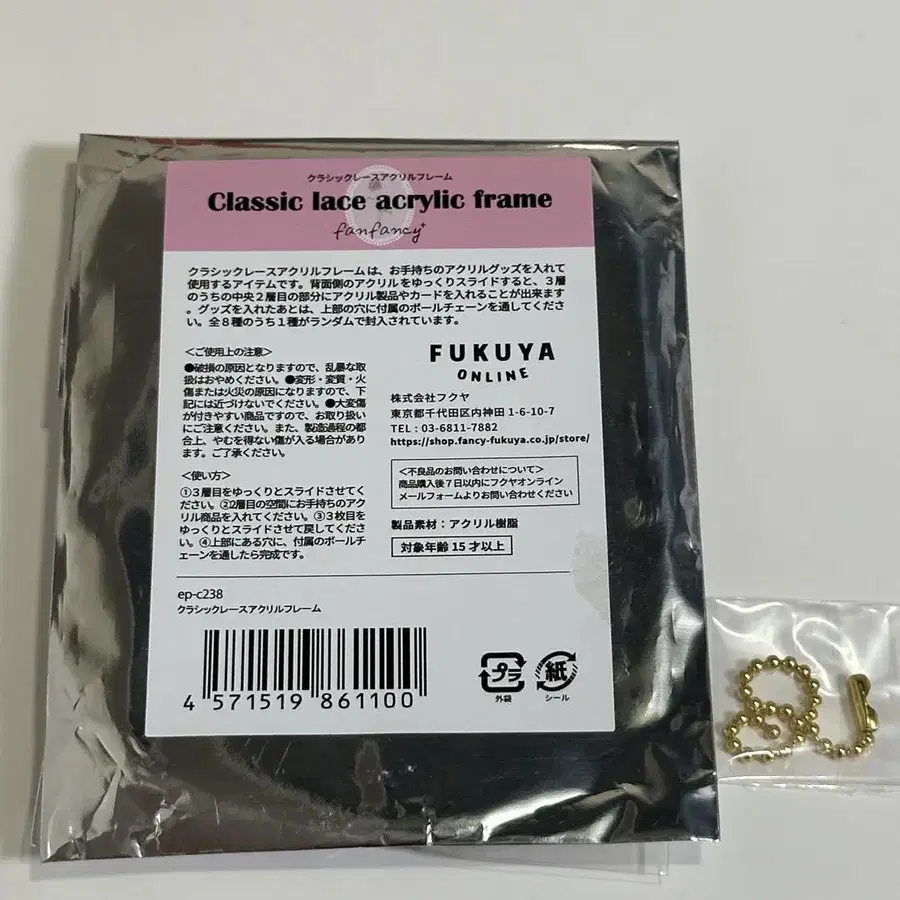 クラシックレースアクリルフレーム
Classic lace acrylic frame
fanfancy+
クラシックレースアクリルフレームは、お手持ちのアクリルグッズを入れて
使用するアイテムです。背面側のアクリルをゆっくりスライドすると、3層
のうちの中央2層目の部分にアクリル製品やカードを入れることが出来ます
。グッズを入れたあとは、上部の穴に付属のボールチェーンを通してくださ
い。全8種のうち1種がランダムで封入されています。
<ご使用上の注意>
●破損の原因となりますので、乱暴な取
扱はおやめください。●変形・変質・火
傷または火災の原因になりますので、下
記には近づけないでください。●大変傷
が付きやすい商品ですので、お取り扱い
にご注意ください。また、製造過程の都
合上、やむを得ない傷が入る場合があり
ます。ご了承ください。
<使い方>
①3層目をゆっくりとスライドさせてく
ださい。②2層目の空間にお手持ちのアク
リル商品を入れてください。③3枚目を
ゆっくりとスライドさせて戻してくださ
い。④上部にある穴に、付属のボールチ
ェーンを通したら完成です。
FUKUYA
ONLINE
株式会社フクヤ
東京都千代田区内神田 1-6-10-7
TEL : 03-6811-7882
https://shop.fancy-fukuya.co.jp/store/
<不良品のお問い合わせについて>
商品購入後7日以内にフクヤオンライン
メールフォームよりお問い合わせください
製品素材：アクリル樹脂
対象年齢 15 才以上
ep-c238
クラシックレースアクリルフレーム
4 571519 861100
プラ
外袋
紙
シール